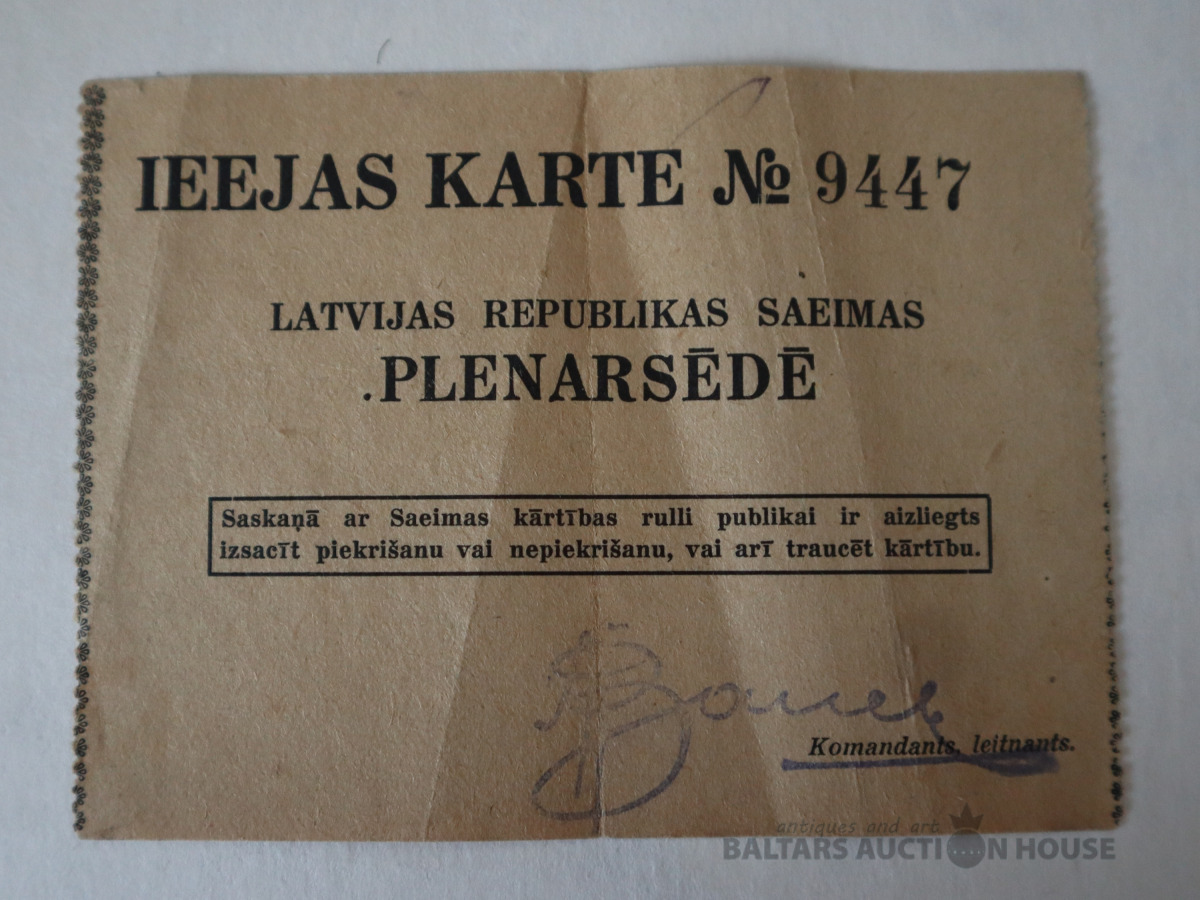 IEEJAS KARTE № 9447
LATVIJAS REPUBLIKAS SAEIMAS
.PLENARSĒDĒ
Saskaņā ar Saeimas kārtības rulli publikai ir aizliegts
izsacīt piekrišanu vai nepiekrišanu, vai arī traucēt kārtību.
Komandants, leitnants.
antiques and art
BALTARS AUCTION HOUSE